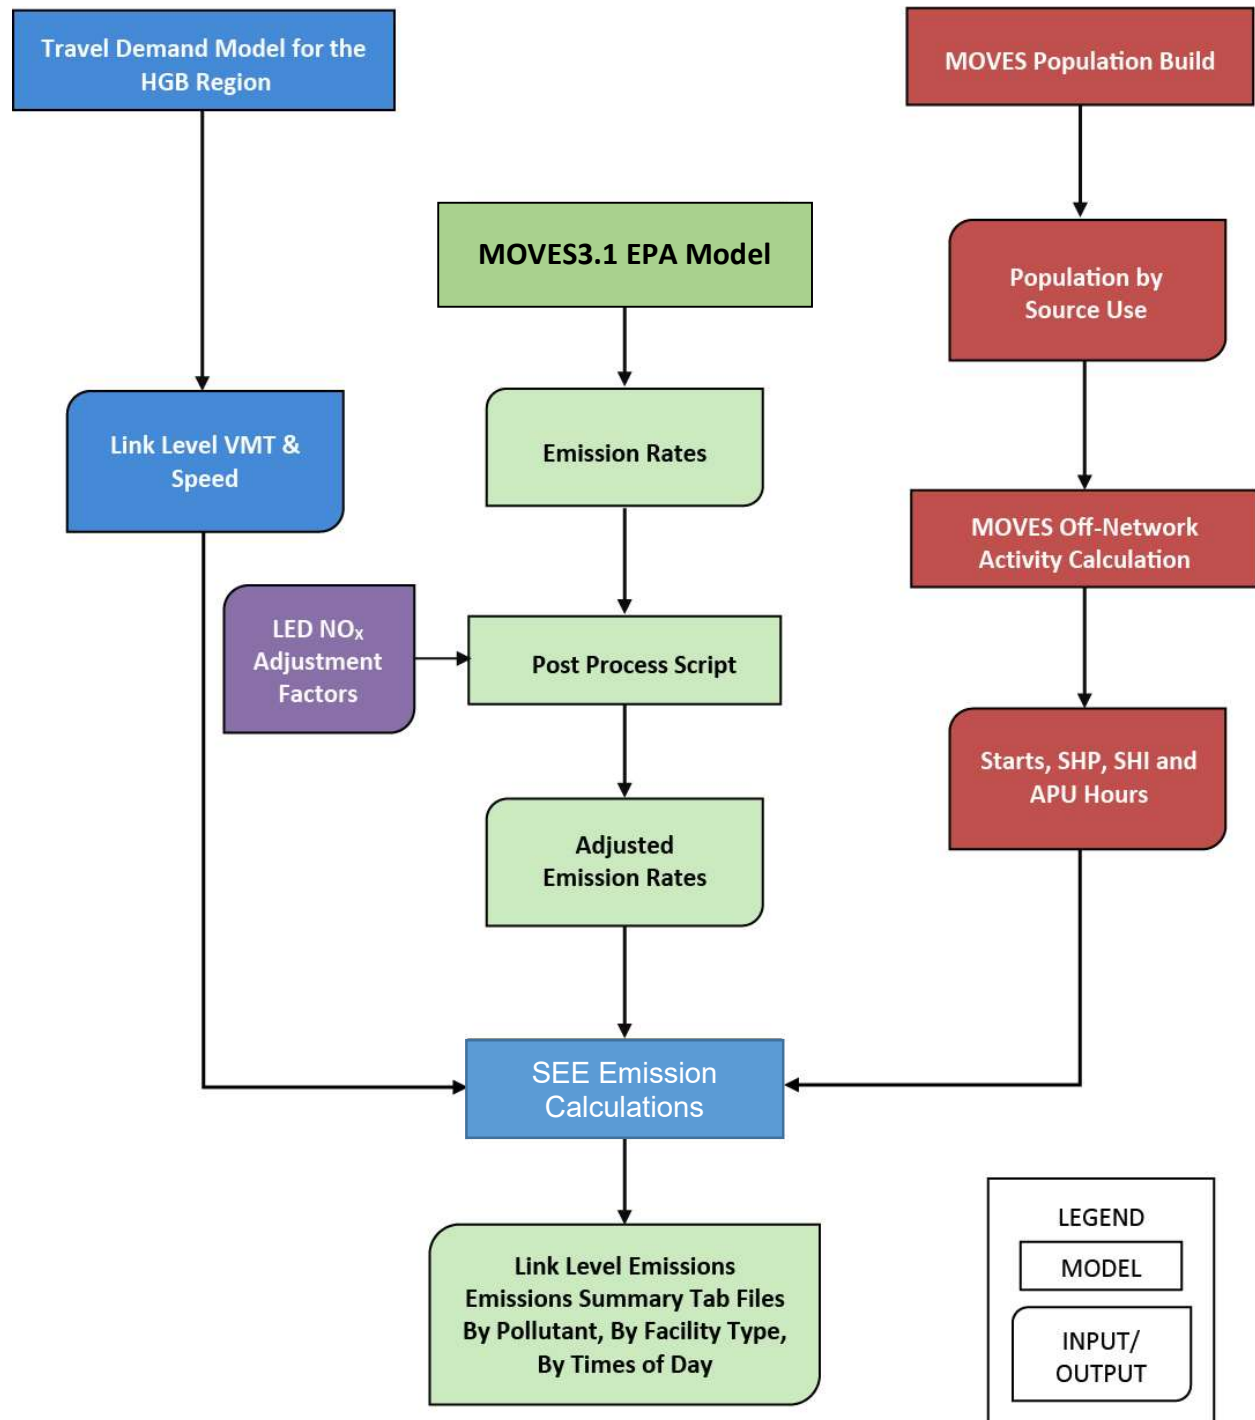 Travel Demand Model for the
HGB Region
MOVES Population Build
MOVES3.1 EPA Model
Population by
Source Use
Link Level VMT &
Speed
Emission Rates
MOVES Off-Network
Activity Calculation
LED NOₓ
Adjustment
Factors
Post Process Script
Starts, SHP, SHI and
APU Hours
Adjusted
Emission Rates
SEE Emission
Calculations
Link Level Emissions
Emissions Summary Tab Files
By Pollutant, By Facility Type,
By Times of Day
LEGEND
MODEL
INPUT/
OUTPUT